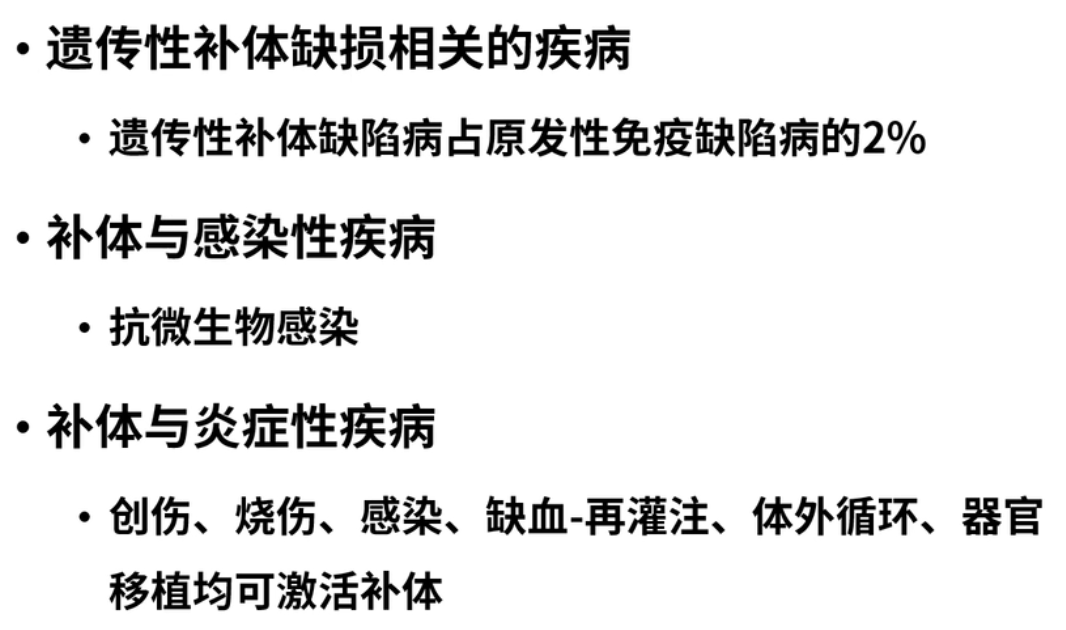 • 遗传性补体缺损相关的疾病
• 遗传性补体缺陷病占原发性免疫缺陷病的2%
• 补体与感染性疾病
• 抗微生物感染
• 补体与炎症性疾病
• 创伤、烧伤、感染、缺血-再灌注、体外循环、器官
移植均可激活补体